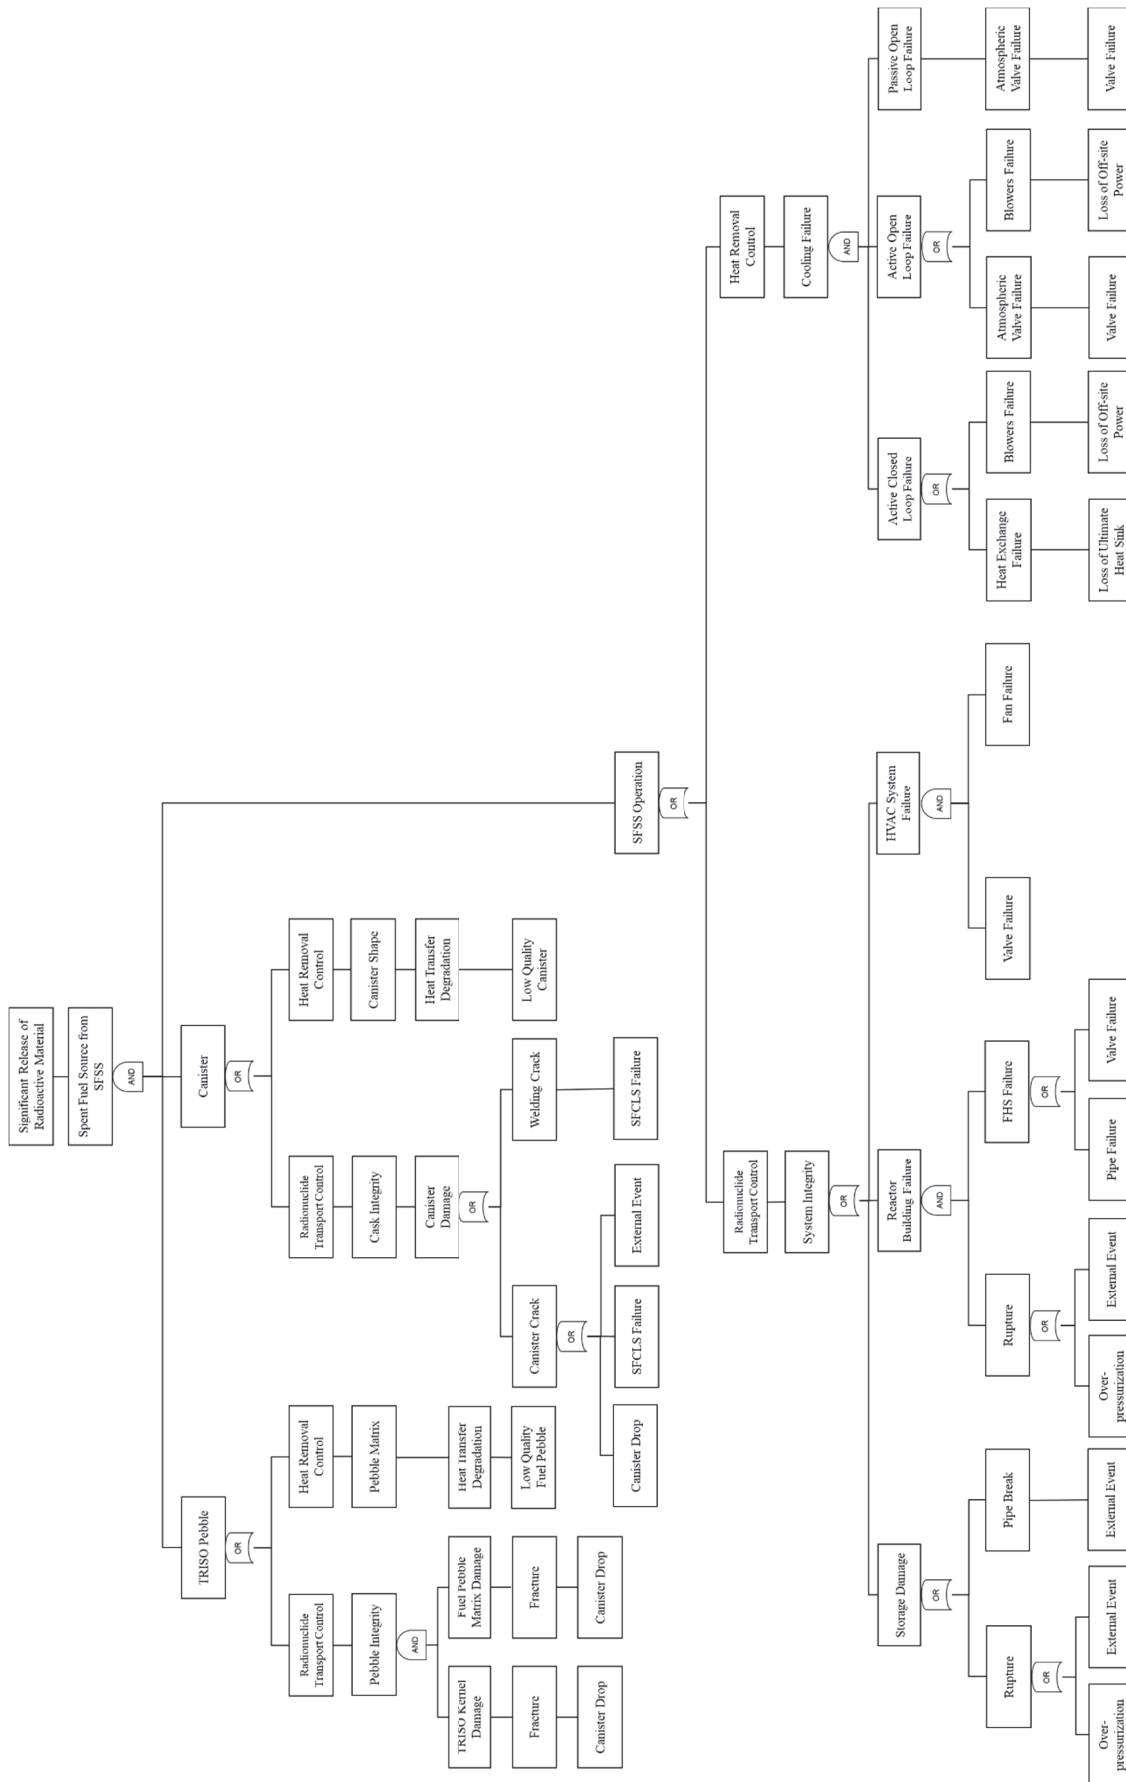 Significant Release of
Radioactive Material
Spent Fuel Source from
SFSS
AND
TRISO Pebble
OR
Radionuclide
Transport Control
Pebble Integrity
AND
TRISO Kernel
Damage
Fracture
Canister Drop
Fuel Pebble
Matrix Damage
Fracture
Canister Drop
Heat Removal
Control
Pebble Matrix
Heat Transfer
Degradation
Low Quality
Fuel Pebble
Canister
OR
Radionuclide
Transport Control
Cask Integrity
Canister
Damage
OR
Canister Crack
OR
Canister Drop
SFCLS Failure
External Event
Welding Crack
SFCLS Failure
Heat Removal
Control
Canister Shape
Heat Transfer
Degradation
Low Quality
Canister
SFSS Operation
OR
Radionuclide
Transport Control
System Integrity
OR
Storage Damage
OR
Rupture
OR
Over-
pressurization
External Event
Pipe Break
External Event
Reactor
Building Failure
AND
Rupture
OR
Over-
pressurization
External Event
FHS Failure
OR
Pipe Failure
Valve Failure
HVAC System
Failure
AND
Valve Failure
Fan Failure
Heat Removal
Control
Cooling Failure
AND
Active Closed
Loop Failure
OR
Heat Exchange
Failure
Loss of Ultimate
Heat Sink
Blowers Failure
Loss of Off-site
Power
Active Open
Loop Failure
OR
Atmospheric
Valve Failure
Valve Failure
Blowers Failure
Loss of Off-site
Power
Passive Open
Loop Failure
Atmospheric
Valve Failure
Valve Failure